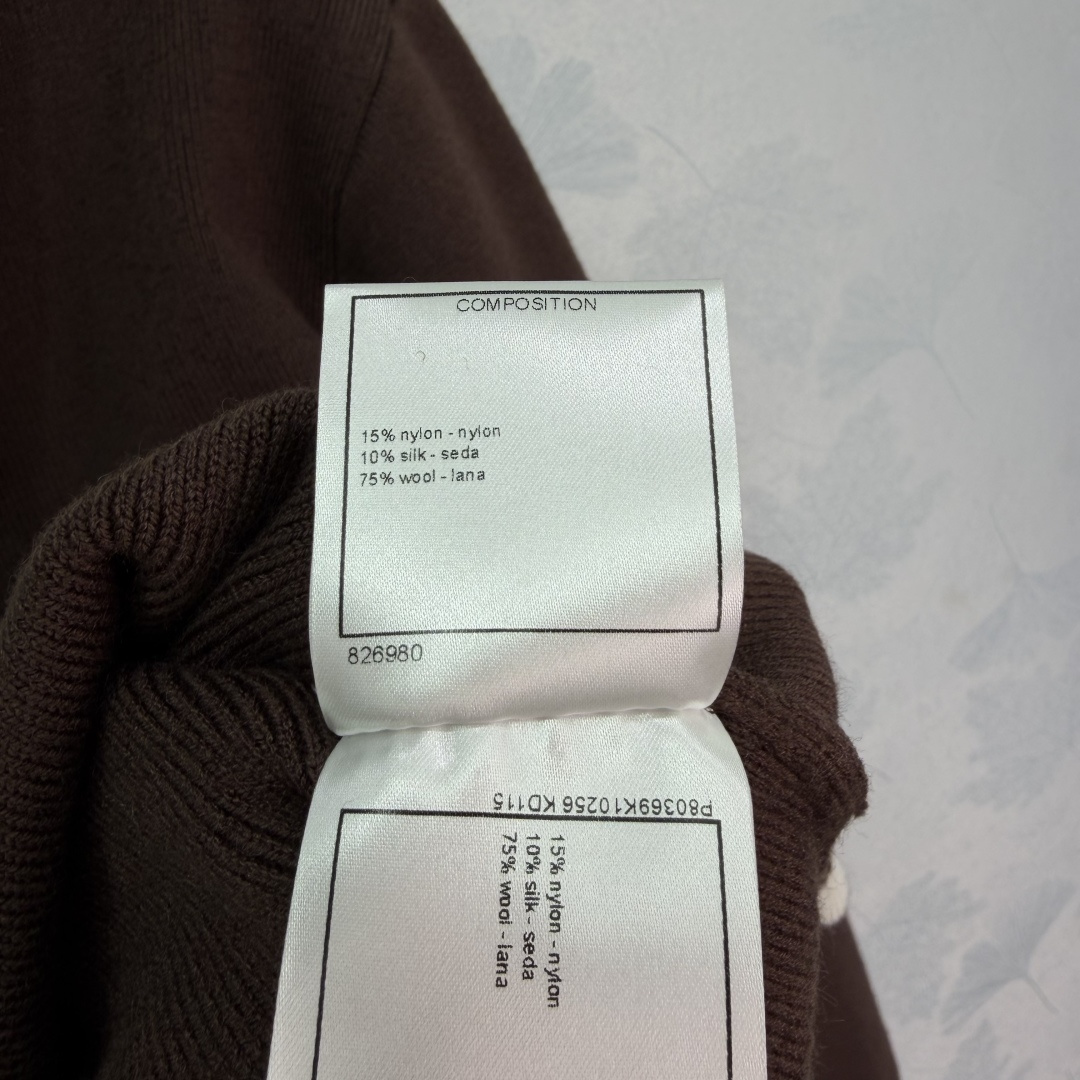 COMPOSITION
15% nylon - nylon
10% silk - seda
75% wool - lana
826980
P80369K10256 KD115
15% nylon - nylon
10% silk - seda
75% wool - lana